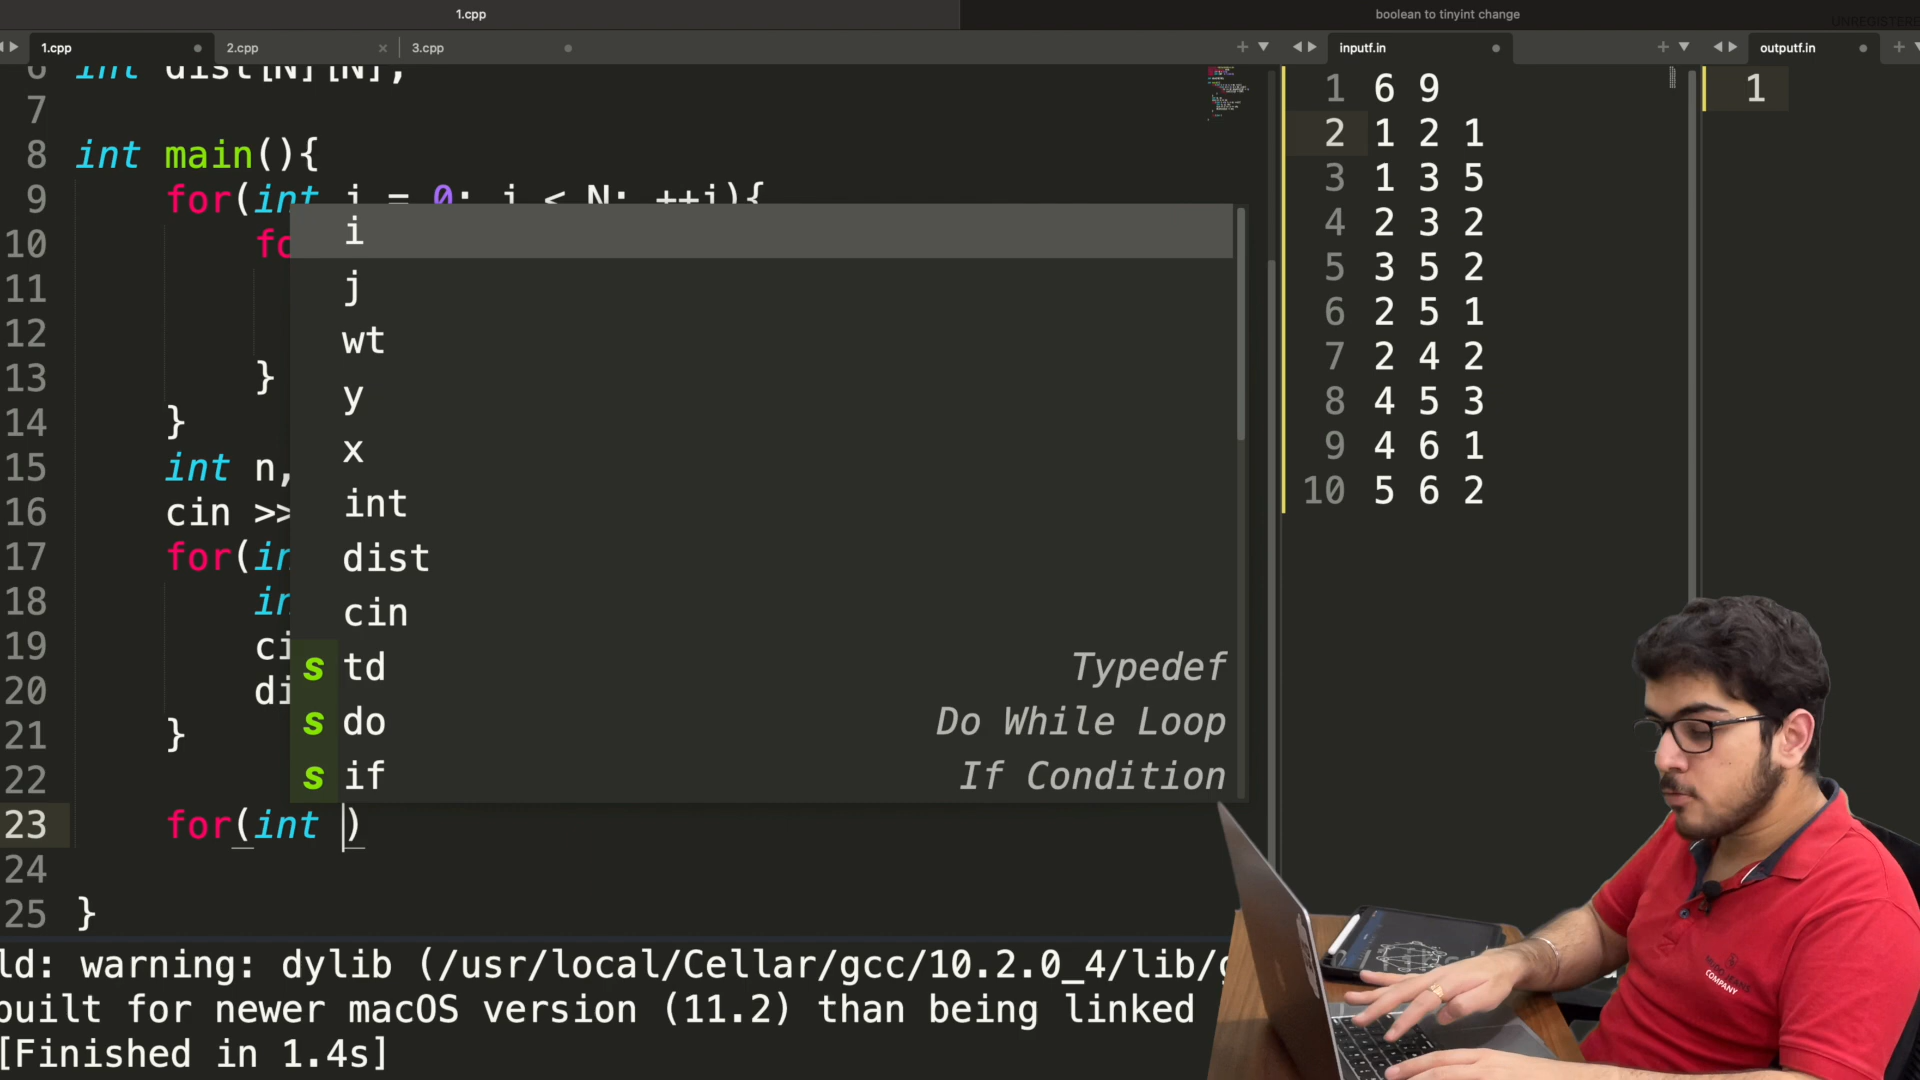 1.cpp
boolean to tinyint change
UNREGISTERE
1.cpp
2.cpp
3.cpp
inputf.in
outputf.in
6 int dist[N][N];
7
8 int main(){
9 for(int i = 0; i < N; ++i){
10 fo
11
12
13 }
14 }
15 int n,
16 cin >>
17 for(in
18 in
19 ci
20 di
21 }
22
23 for(int )
24
25 }
i
j
wt
y
x
int
dist
cin
s td Typedef
s do Do While Loop
s if If Condition
1 6 9
2 1 2 1
3 1 3 5
4 2 3 2
5 3 5 2
6 2 5 1
7 2 4 2
8 4 5 3
9 4 6 1
10 5 6 2
1
ld: warning: dylib (/usr/local/Cellar/gcc/10.2.0_4/lib/g
built for newer macOS version (11.2) than being linked
[Finished in 1.4s]
COMPANY